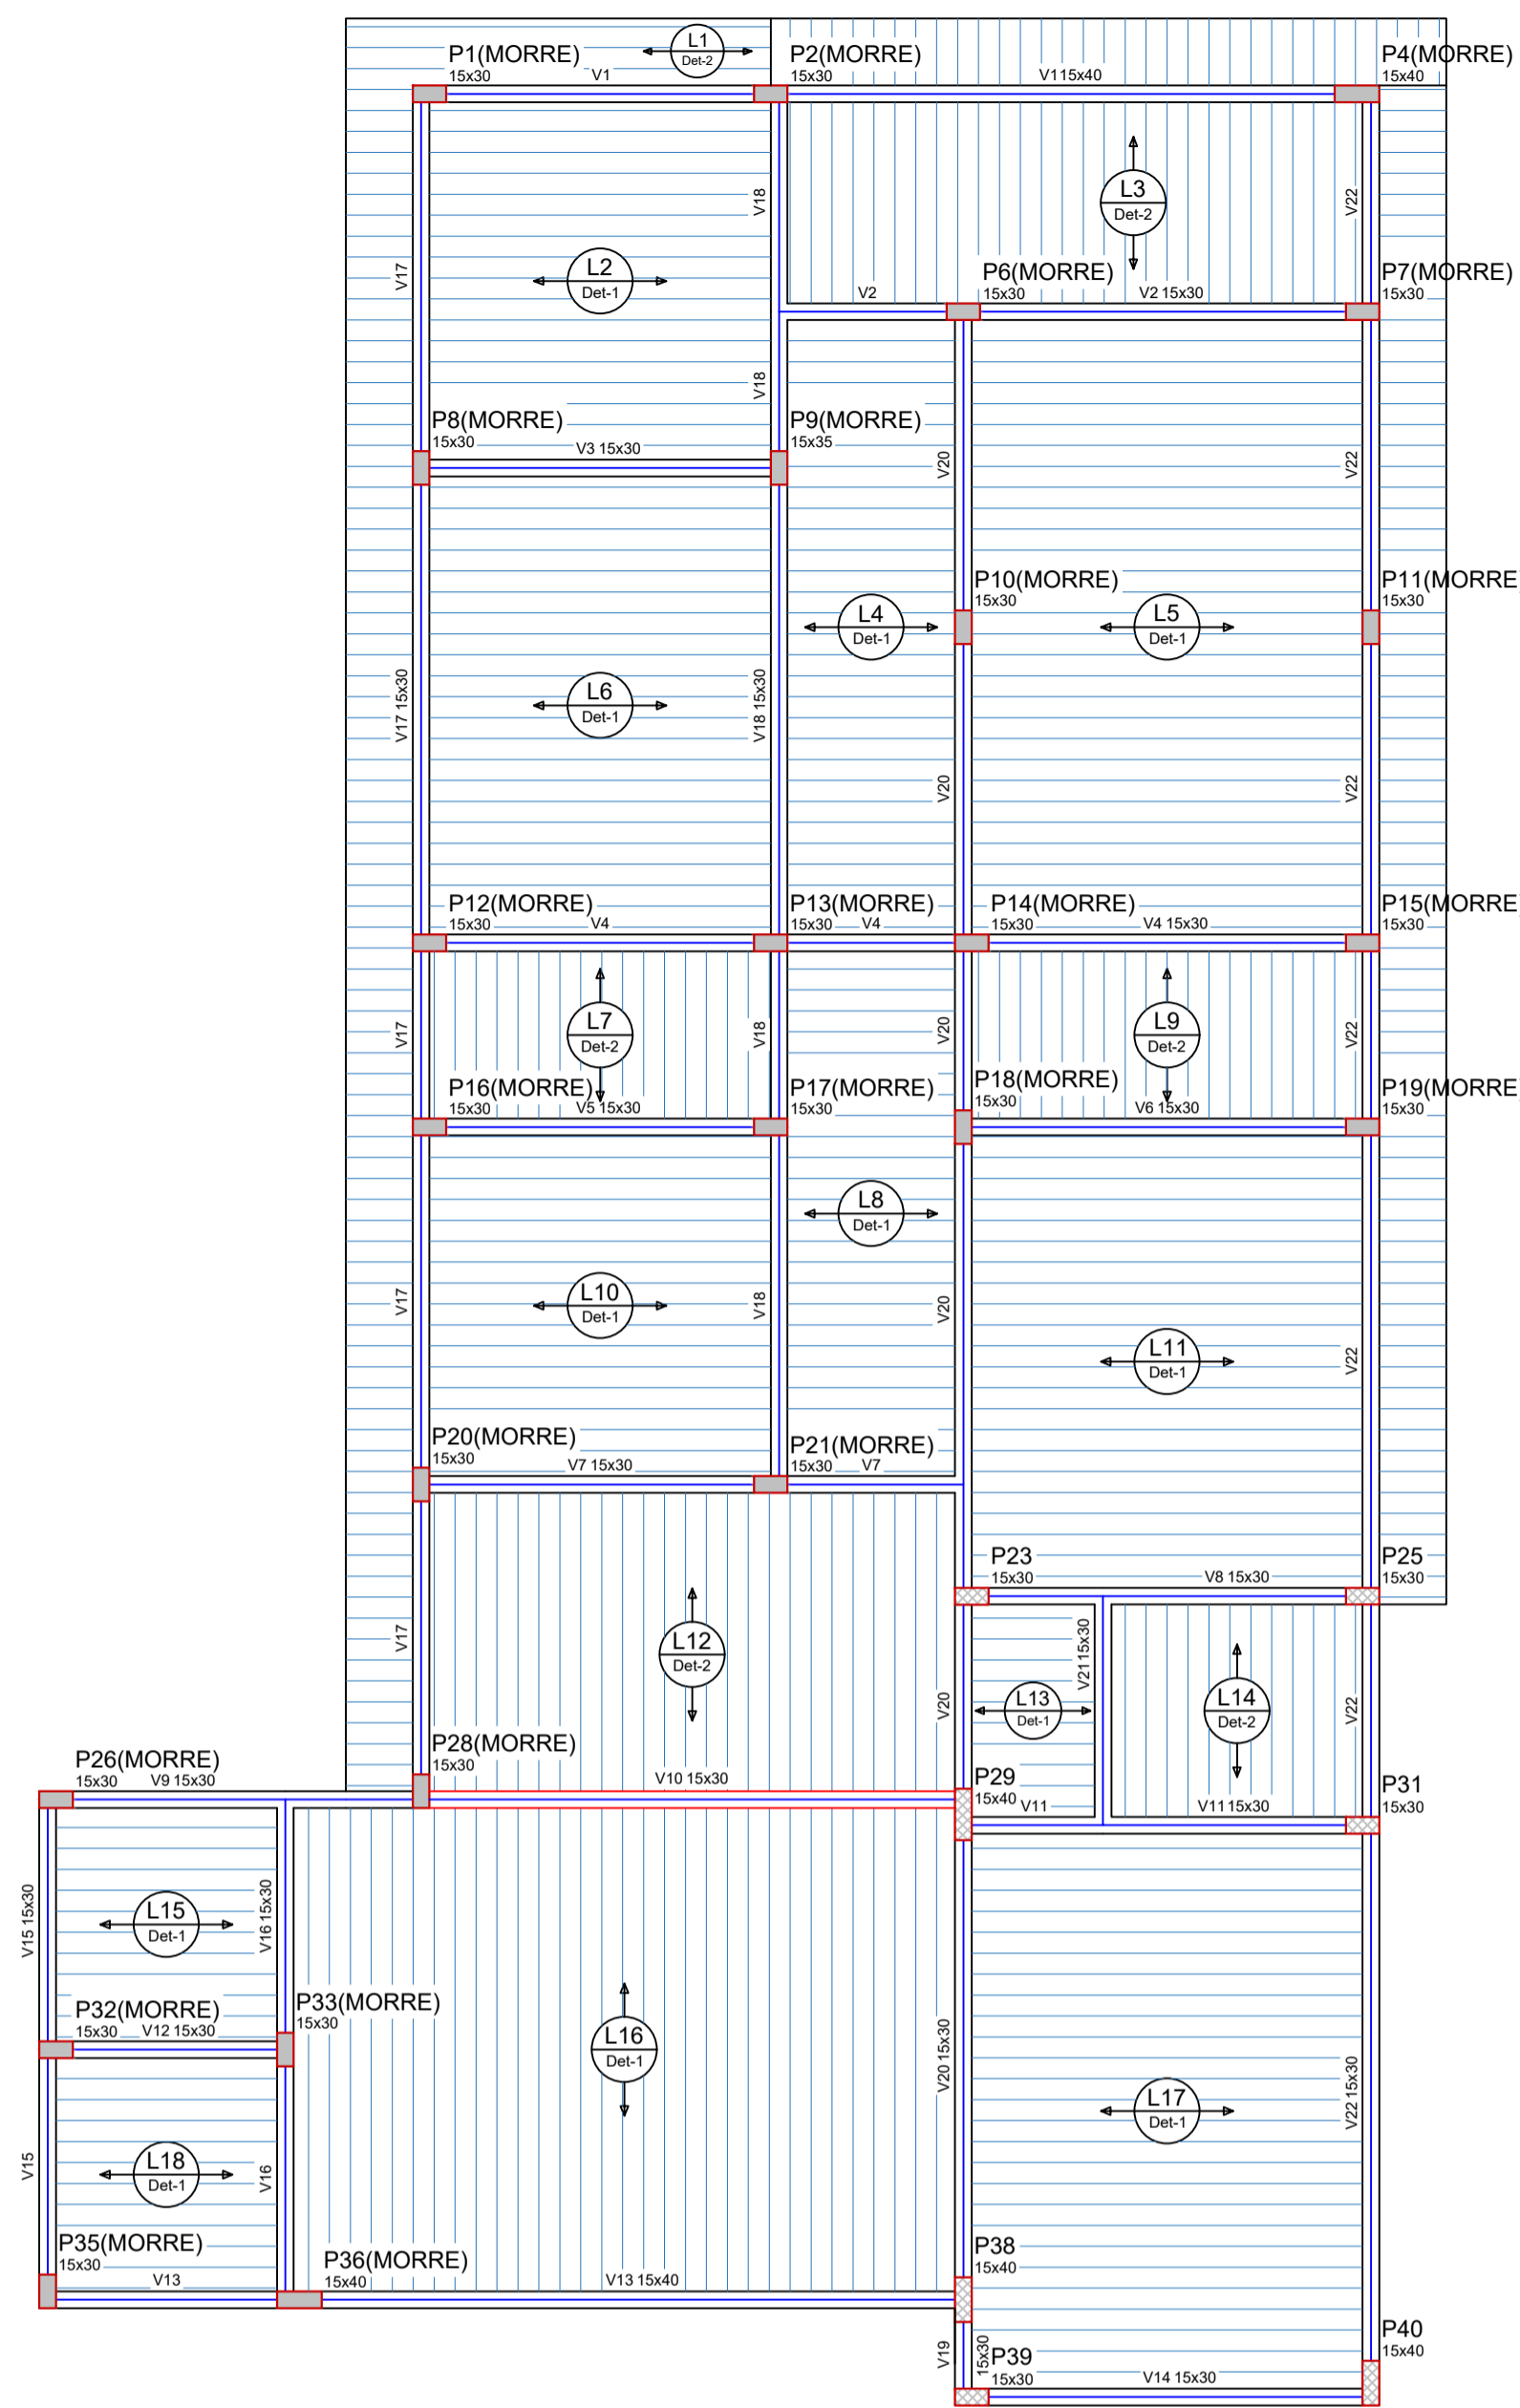 L1
Det-2
P1(MORRE)
15x30
V1
P2(MORRE)
15x30
V1 15x40
P4(MORRE)
15x40
V18
V22
L3
Det-2
V17
L2
Det-1
P6(MORRE)
15x30
V2
V2 15x30
P7(MORRE)
15x30
V18
P8(MORRE)
15x30
V3 15x30
P9(MORRE)
15x35
V20
V22
P10(MORRE)
15x30
P11(MORRE)
15x30
L4
Det-1
L5
Det-1
V17 15x30
L6
Det-1
V18 15x30
V20
V22
P12(MORRE)
15x30
V4
P13(MORRE)
15x30
V4
P14(MORRE)
15x30
V4 15x30
P15(MORRE)
15x30
V17
L7
Det-2
V18
V20
L9
Det-2
V22
P16(MORRE)
15x30
V5 15x30
P17(MORRE)
15x30
P18(MORRE)
15x30
V6 15x30
P19(MORRE)
15x30
L8
Det-1
V17
L10
Det-1
V18
V20
L11
Det-1
V22
P20(MORRE)
15x30
V7 15x30
P21(MORRE)
15x30
V7
P23
15x30
V8 15x30
P25
15x30
V17
L12
Det-2
V20
V21 15x30
L13
Det-1
L14
Det-2
V22
P26(MORRE)
15x30
V9 15x30
P28(MORRE)
15x30
V10 15x30
P29
15x40
V11
V11 15x30
P31
15x30
V15 15x30
L15
Det-1
V16 15x30
P32(MORRE)
15x30
V12 15x30
P33(MORRE)
15x30
L16
Det-1
V20 15x30
L17
Det-1
V22 15x30
V15
L18
Det-1
V16
P35(MORRE)
15x30
V13
P36(MORRE)
15x40
V13 15x40
P38
15x40
V19
15x30
P39
15x30
V14 15x30
P40
15x40